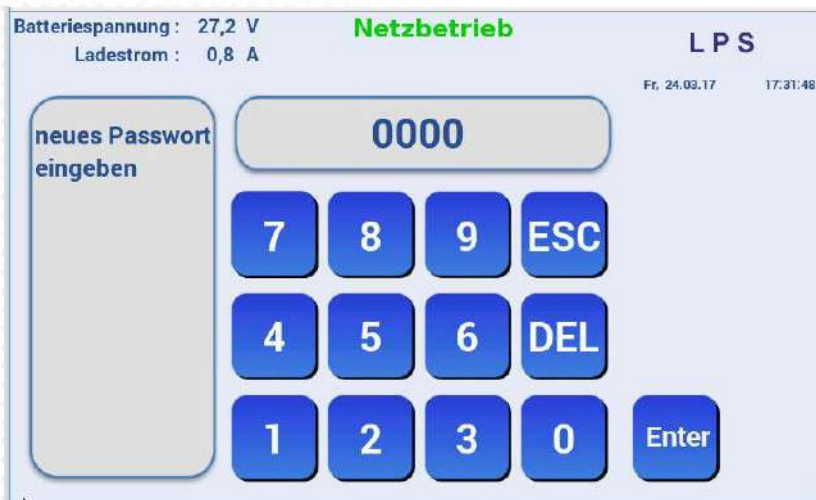 Batteriespannung : 27,2 V
Ladestrom : 0,8 A
Netzbetrieb
LPS
Fr, 24.03.17 17:31:48
neues Passwort
eingeben
0000
7 8 9 ESC
4 5 6 DEL
1 2 3 0 Enter